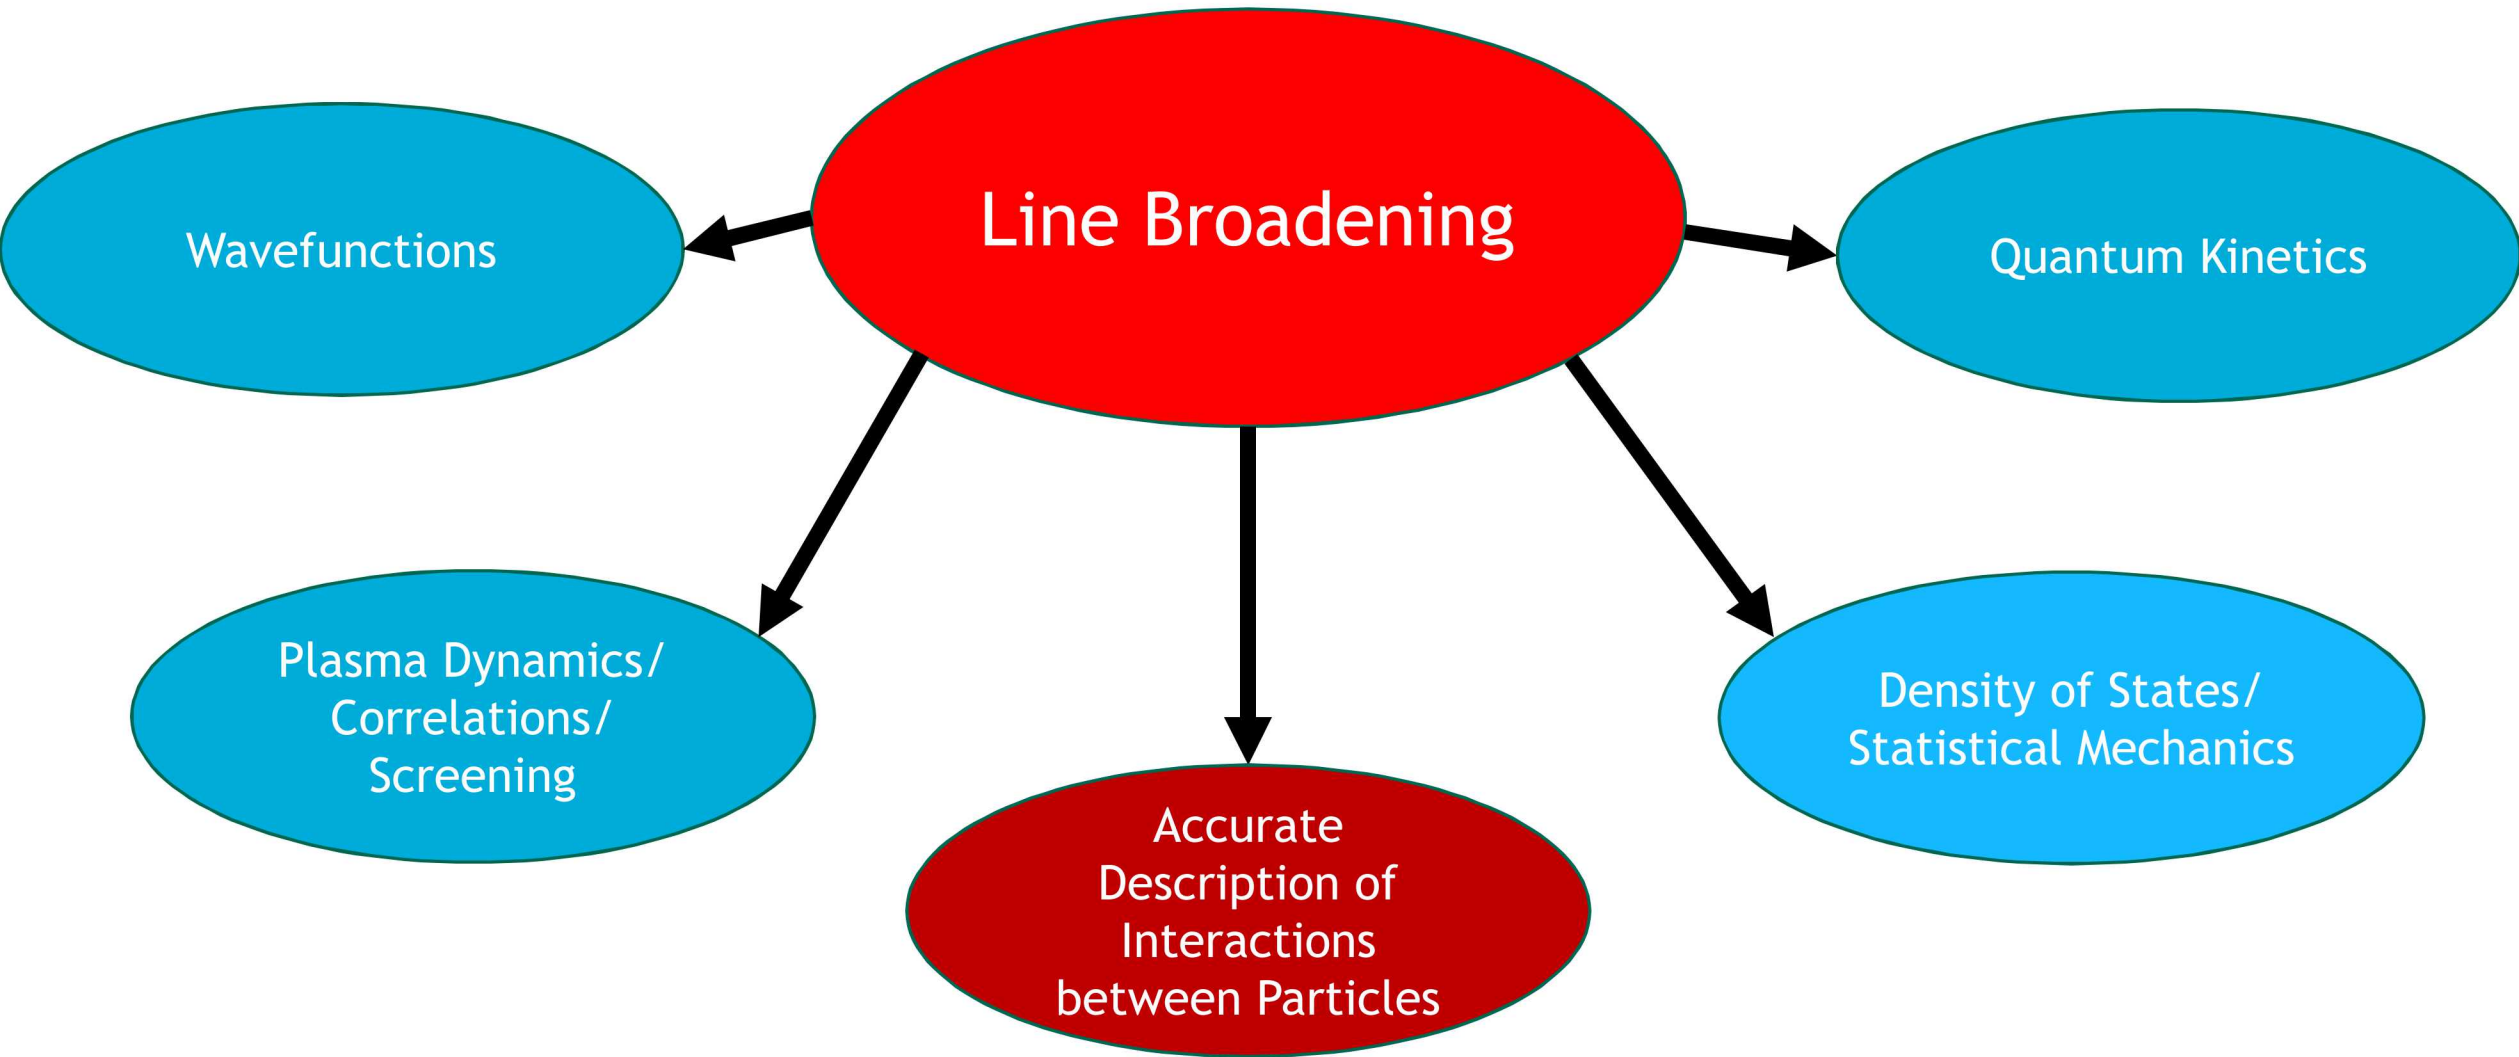 Line Broadening
Wavefunctions
Quantum Kinetics
Plasma Dynamics/
Correlations/
Screening
Density of States/
Statistical Mechanics
Accurate
Description of
Interactions
between Particles